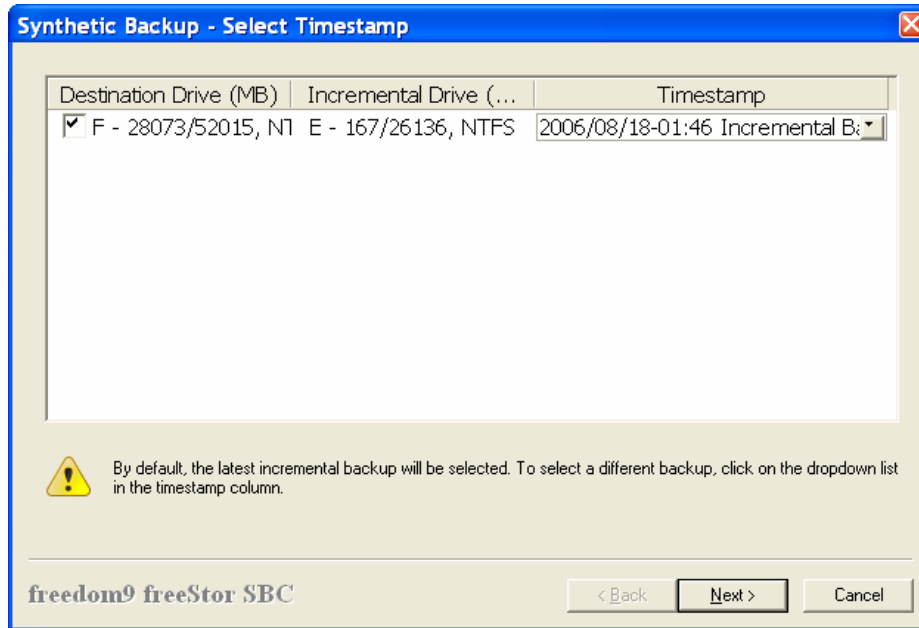 Synthetic Backup - Select Timestamp
Destination Drive (MB) Incremental Drive (... Timestamp
F - 28073/52015, NT E - 167/26136, NTFS 2006/08/18-01:46 Incremental Ba
By default, the latest incremental backup will be selected. To select a different backup, click on the dropdown list
in the timestamp column.
freedom9 freeStor SBC < Back Next > Cancel